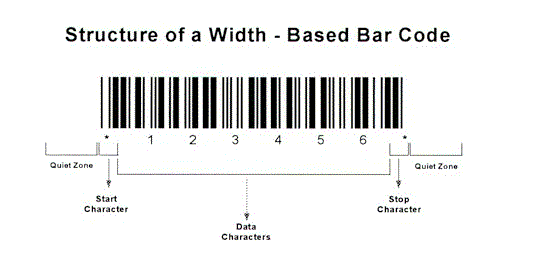 Structure of a Width - Based Bar Code
* 1 2 3 4 5 6 *
Quiet Zone
Quiet Zone
Start
Character
Stop
Character
Data
Characters